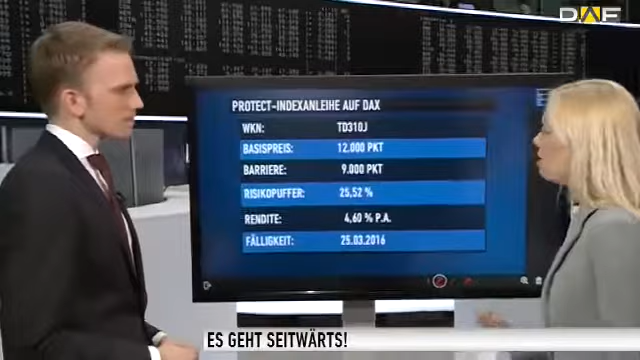 DAF
PROTECT-INDEXANLEIHE AUF DAX
WKN: TD310J
BASISPREIS: 12.000 PKT
BARRIERE: 9.000 PKT
RISIKOPUFFER: 25,52 %
RENDITE: 4,60 % P.A.
FÄLLIGKEIT: 25.03.2016
ES GEHT SEITWÄRTS!